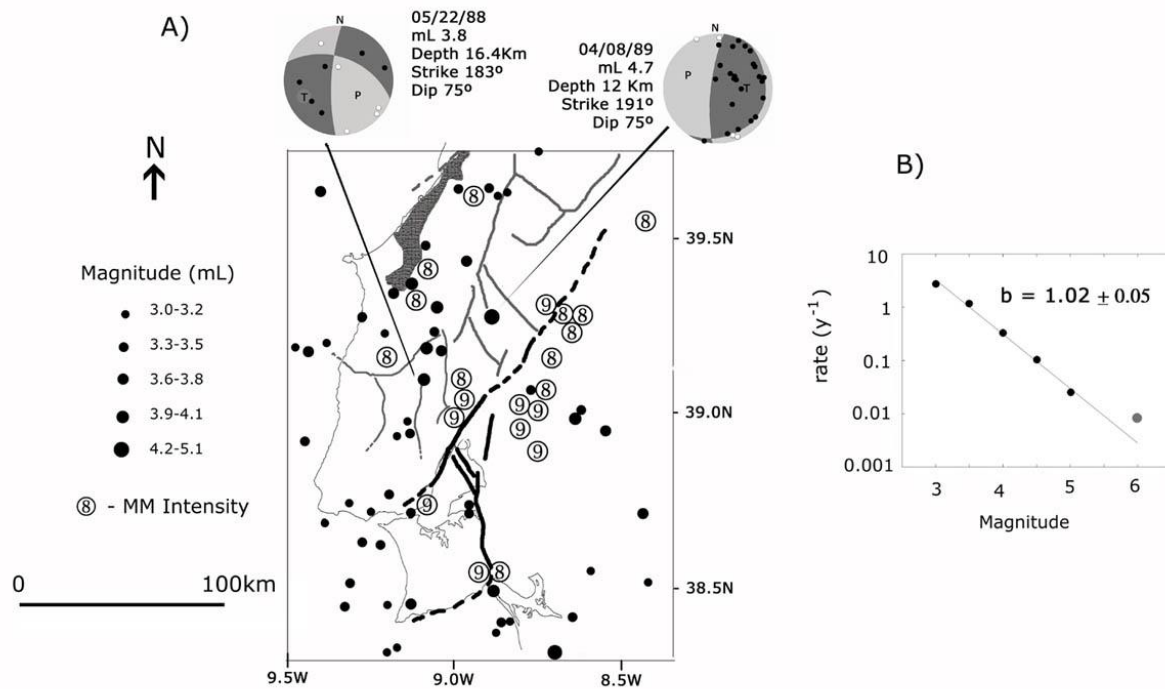 A)
N
T
P
05/22/88
mL 3.8
Depth 16.4Km
Strike 183º
Dip 75º
04/08/89
mL 4.7
Depth 12 Km
Strike 191º
Dip 75º
N
P
T
N
Magnitude (mL)
3.0-3.2
3.3-3.5
3.6-3.8
3.9-4.1
4.2-5.1
⑧ - MM Intensity
0 100km
8
8
8
8
8
9
8
8
8
8
8
9
9
8
9
9
9
9
9
9
8
39.5N
39.0N
38.5N
9.5W 9.0W 8.5W
B)
b = 1.02 ± 0.05
rate (y⁻¹)
10
1
0.1
0.01
0.001
3 4 5 6
Magnitude